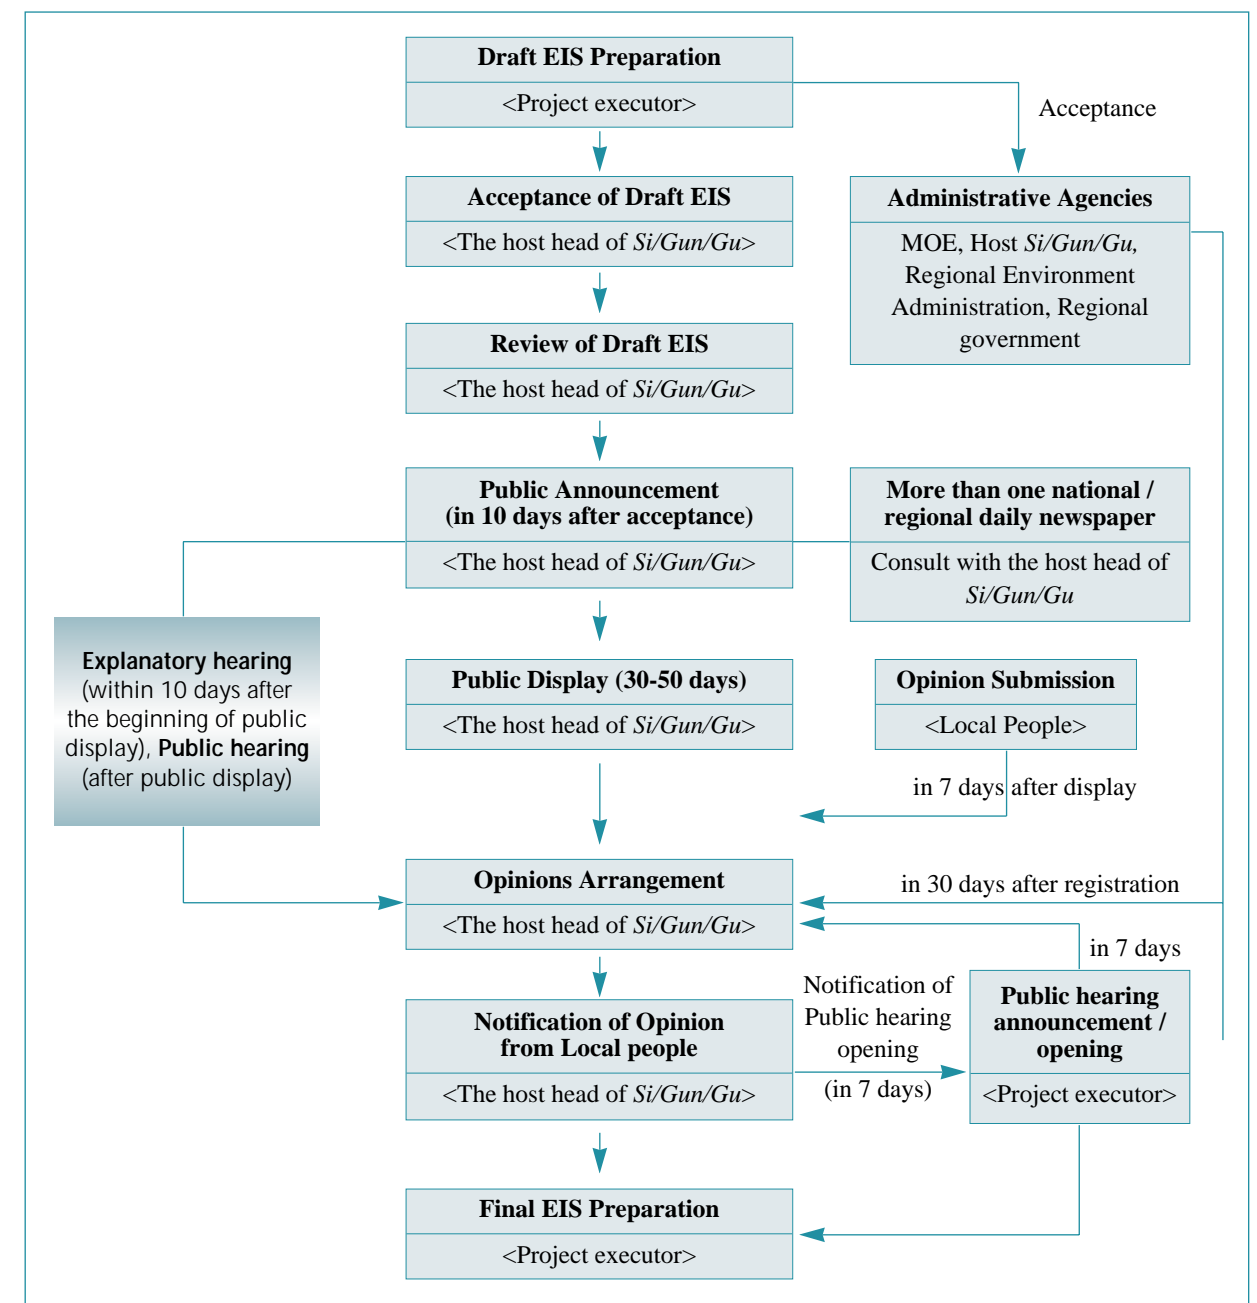 Draft EIS Preparation
<Project executor>
Acceptance
Acceptance of Draft EIS
<The host head of Si/Gun/Gu>
Administrative Agencies
MOE, Host Si/Gun/Gu,
Regional Environment
Administration, Regional
government
Review of Draft EIS
<The host head of Si/Gun/Gu>
Public Announcement
(in 10 days after acceptance)
<The host head of Si/Gun/Gu>
More than one national /
regional daily newspaper
Consult with the host head of
Si/Gun/Gu
Explanatory hearing
(within 10 days after
the beginning of public
display), Public hearing
(after public display)
Public Display (30-50 days)
<The host head of Si/Gun/Gu>
Opinion Submission
<Local People>
in 7 days after display
Opinions Arrangement
<The host head of Si/Gun/Gu>
in 30 days after registration
in 7 days
Notification of Opinion
from Local people
<The host head of Si/Gun/Gu>
Notification of
Public hearing
opening
(in 7 days)
Public hearing
announcement /
opening
<Project executor>
Final EIS Preparation
<Project executor>